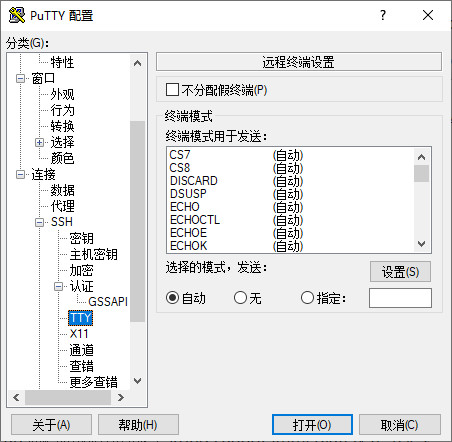 PuTTY 配置
?
分类(G):
特性
窗口
外观
行为
转换
选择
颜色
连接
数据
代理
SSH
密钥
主机密钥
加密
认证
GSSAPI
TTY
X11
通道
查错
更多查错
远程终端设置
不分配假终端(P)
终端模式
终端模式用于发送:
CS7 (自动)
CS8 (自动)
DISCARD (自动)
DSUSP (自动)
ECHO (自动)
ECHOCTL (自动)
ECHOE (自动)
ECHOK (自动)
选择的模式，发送:
设置(S)
自动 无 指定:
关于(A) 帮助(H) 打开(O) 取消(C)